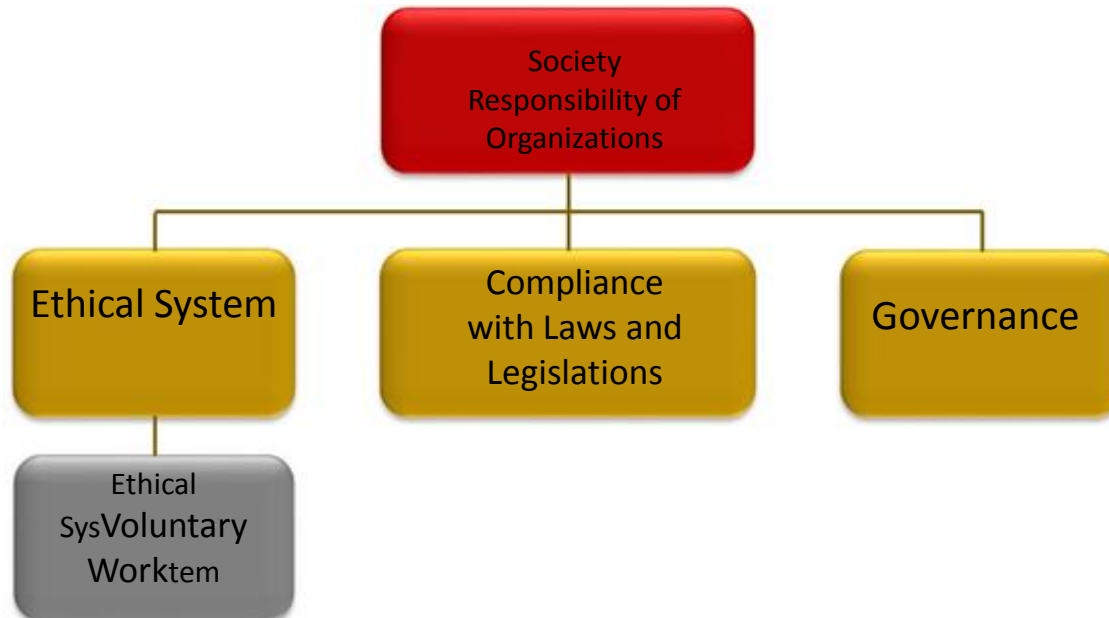 Society
Responsibility of
Organizations
Ethical System
Compliance
with Laws and
Legislations
Governance
Ethical
SysVoluntary
Worktem